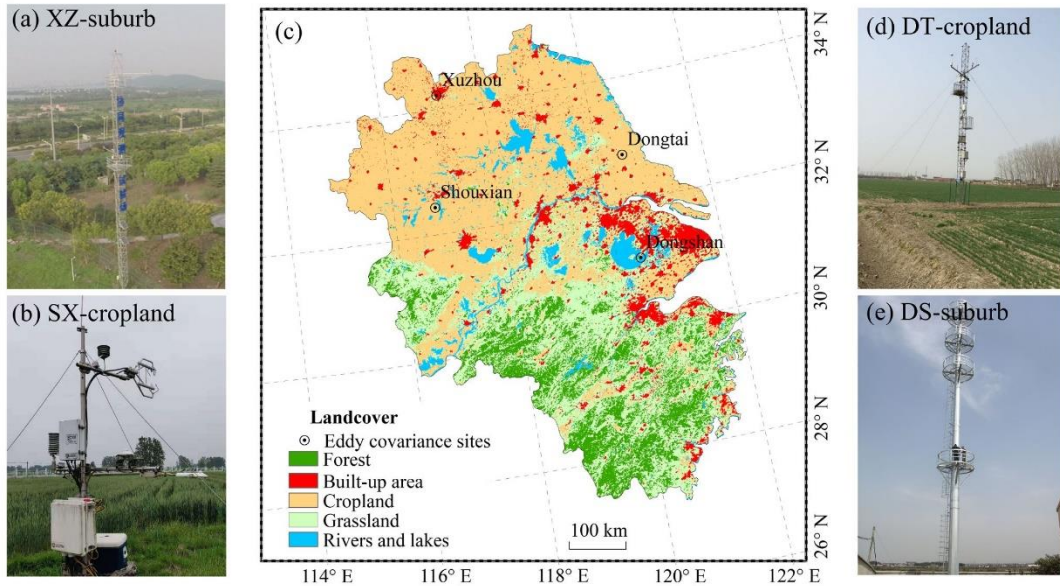 (a) XZ-suburb
(b) SX-cropland
(c)
Xuzhou
Dongtai
Shouxian
Dongshan
Landcover
Eddy covariance sites
Forest
Built-up area
Cropland
Grassland
Rivers and lakes
100 km
114° E
116° E
118° E
120° E
122° E
34° N
32° N
30° N
28° N
26° N
(d) DT-cropland
(e) DS-suburb